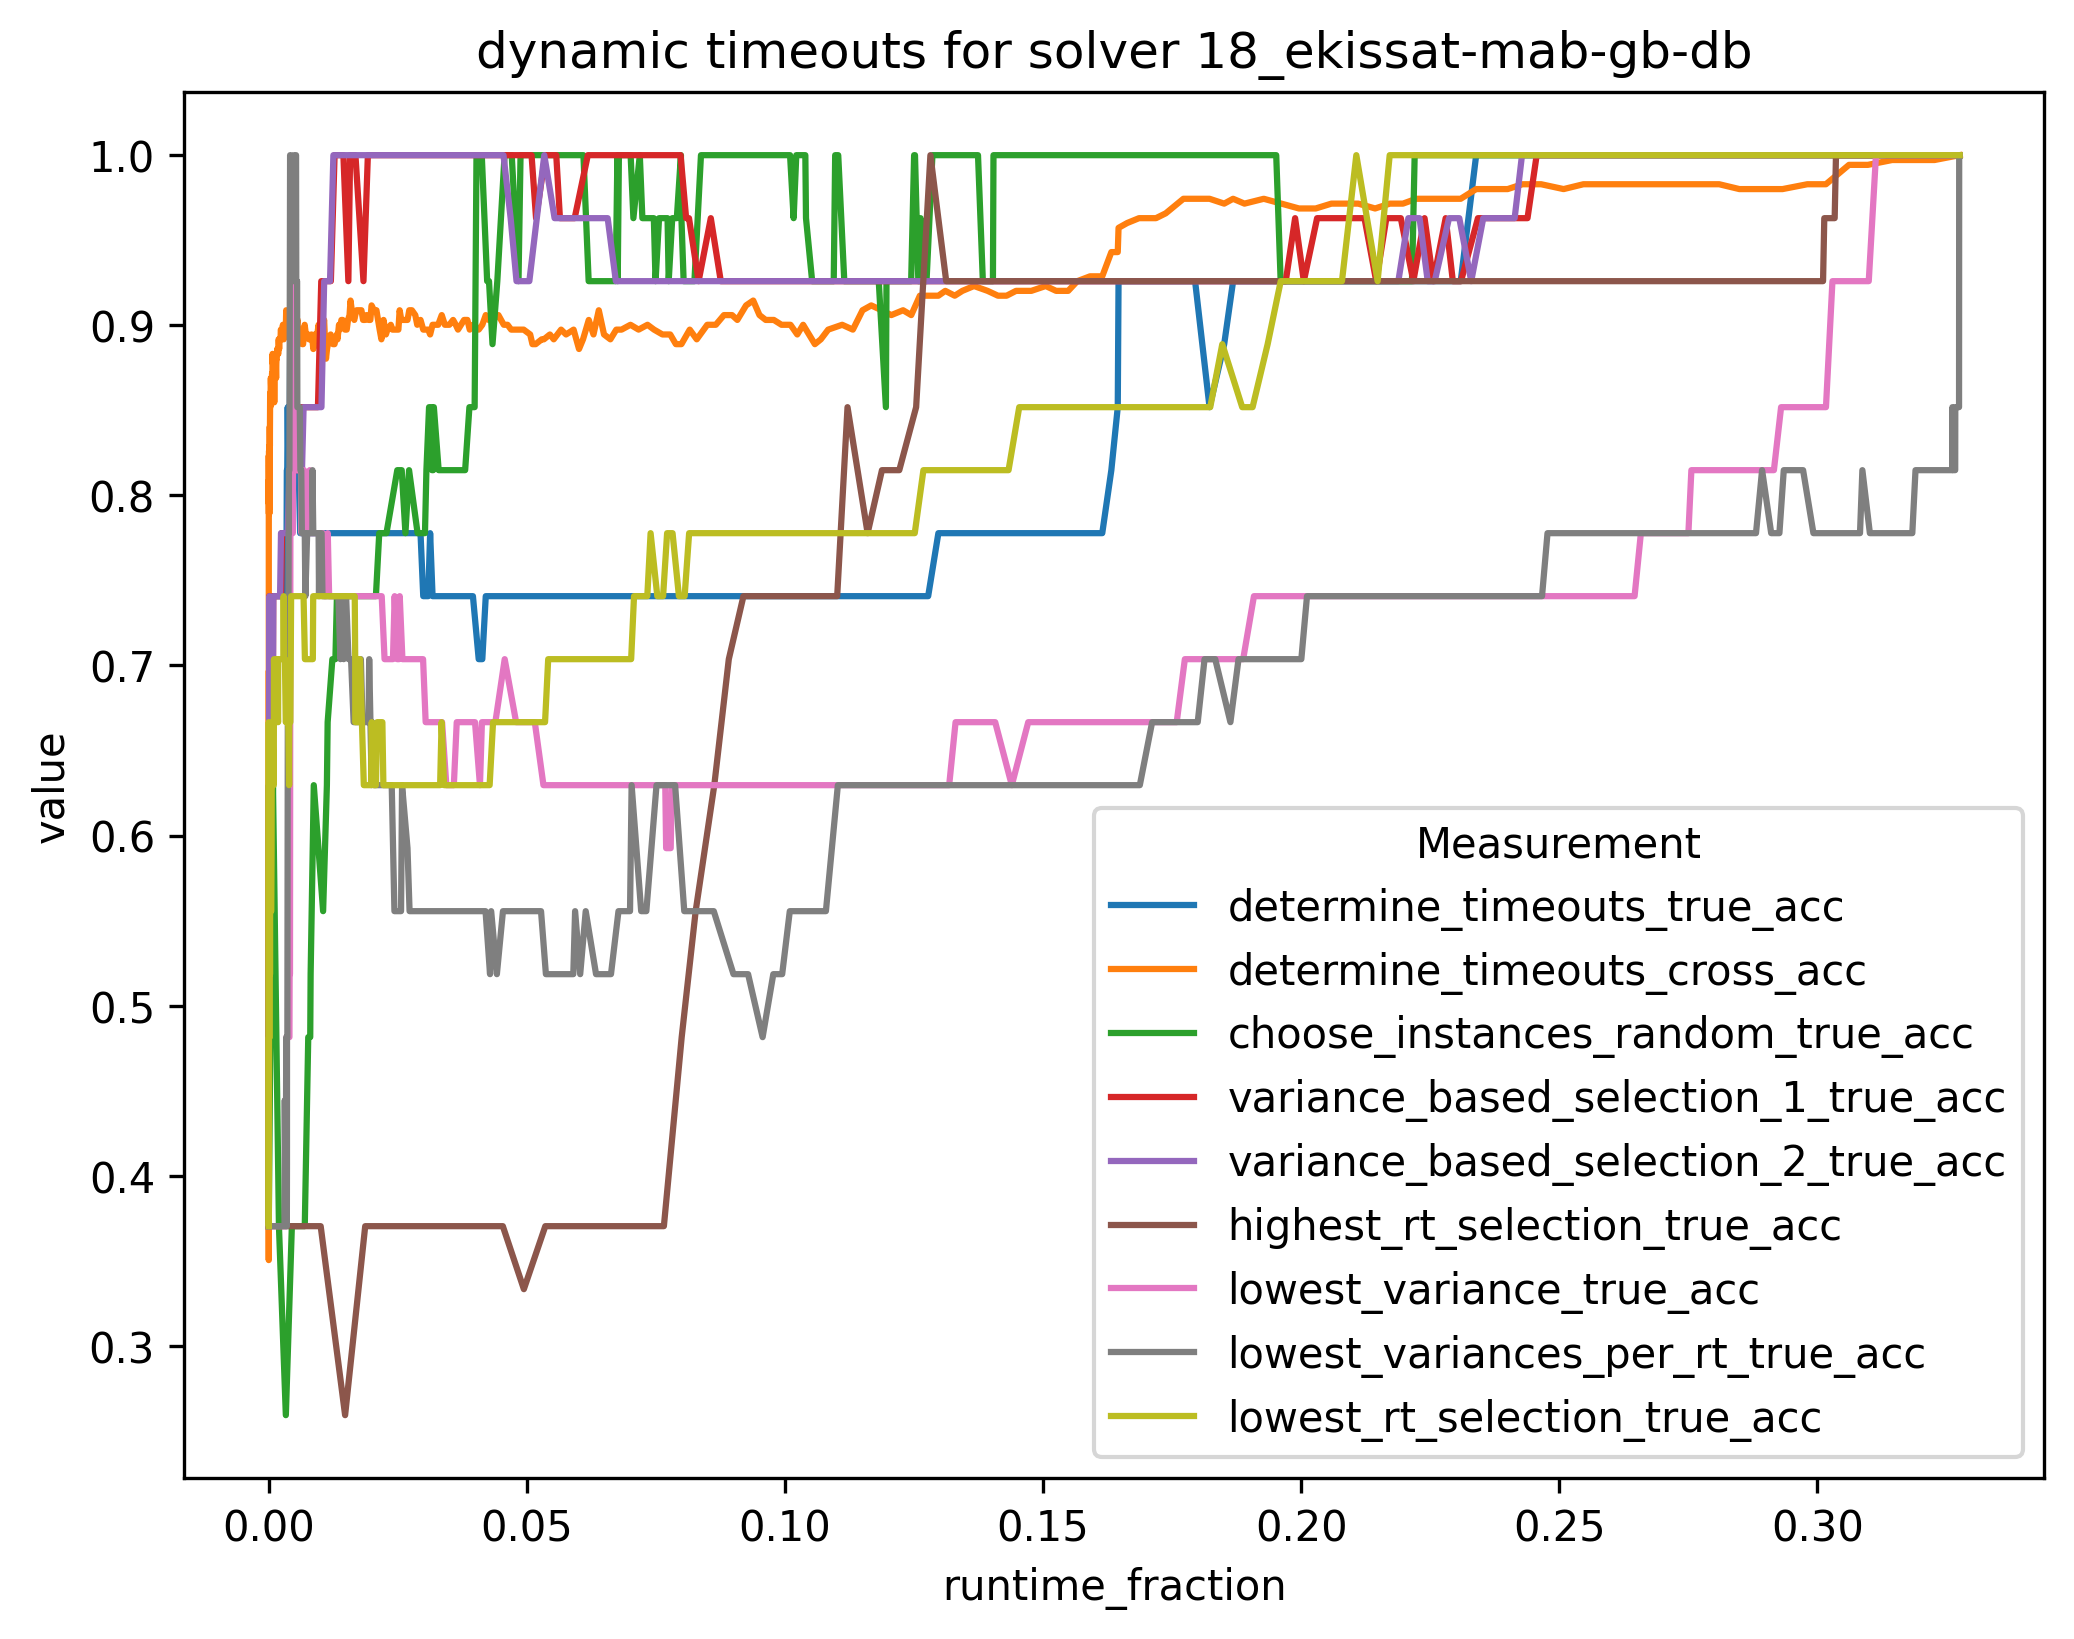 dynamic timeouts for solver 18_ekissat-mab-gb-db
value
1.0
0.9
0.8
0.7
0.6
0.5
0.4
0.3
Measurement
determine_timeouts_true_acc
determine_timeouts_cross_acc
choose_instances_random_true_acc
variance_based_selection_1_true_acc
variance_based_selection_2_true_acc
highest_rt_selection_true_acc
lowest_variance_true_acc
lowest_variances_per_rt_true_acc
lowest_rt_selection_true_acc
0.00 0.05 0.10 0.15 0.20 0.25 0.30
runtime_fraction